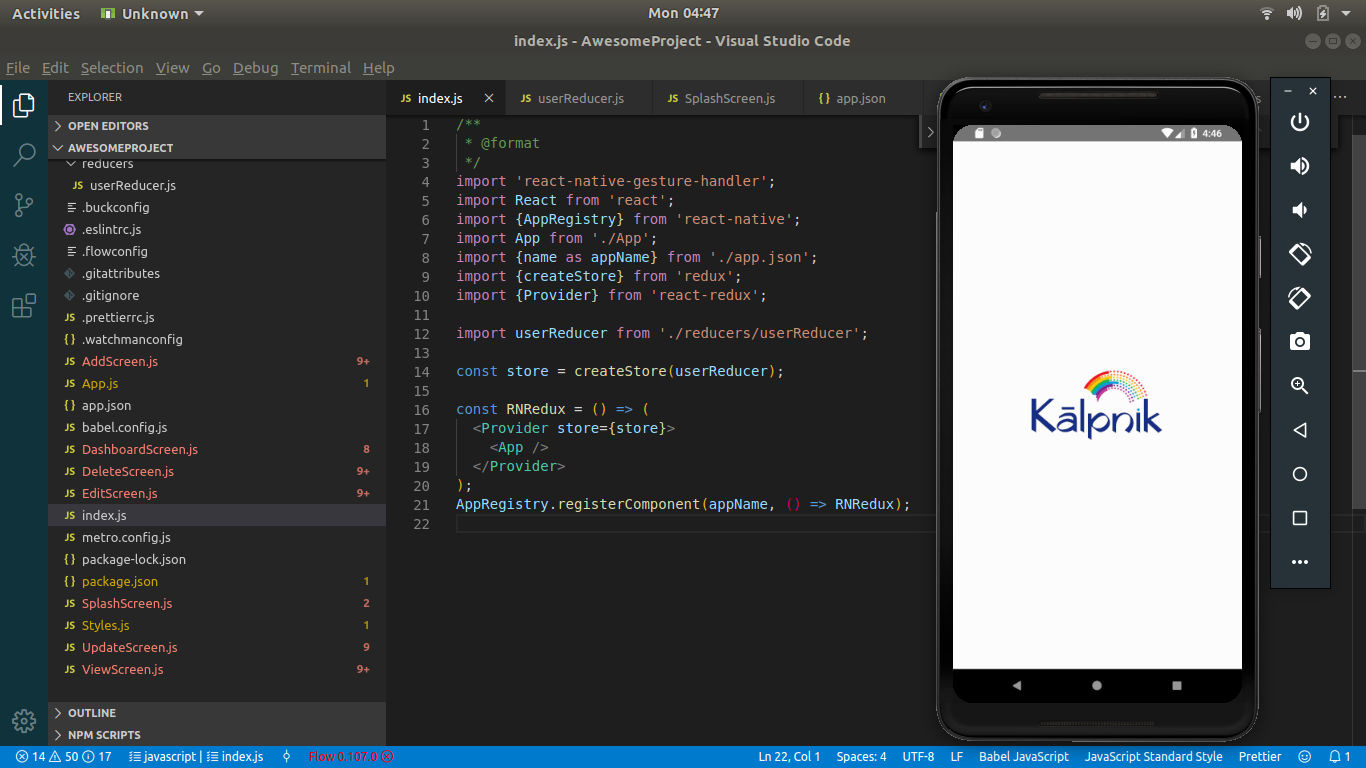 Activities
Unknown
Mon 04:47
index.js - AwesomeProject - Visual Studio Code
File Edit Selection View Go Debug Terminal Help
EXPLORER
OPEN EDITORS
AWESOMEPROJECT
reducers
JS userReducer.js
.buckconfig
.eslintrc.js
.flowconfig
.gitattributes
.gitignore
JS .prettierrc.js
{} .watchmanconfig
JS AddScreen.js 9+
JS App.js 1
{} app.json
JS babel.config.js
JS DashboardScreen.js 8
JS DeleteScreen.js 9+
JS EditScreen.js 9+
JS index.js
JS metro.config.js
{} package-lock.json
{} package.json 1
JS SplashScreen.js 2
JS Styles.js 1
JS UpdateScreen.js 9
JS ViewScreen.js 9+
OUTLINE
NPM SCRIPTS
JS index.js
JS userReducer.js
JS SplashScreen.js
{} app.json
1 /**
2  * @format
3  */
4 import 'react-native-gesture-handler';
5 import React from 'react';
6 import {AppRegistry} from 'react-native';
7 import App from './App';
8 import {name as appName} from './app.json';
9 import {createStore} from 'redux';
10 import {Provider} from 'react-redux';
11
12 import userReducer from './reducers/userReducer';
13
14 const store = createStore(userReducer);
15
16 const RNRedux = () => (
17   <Provider store={store}>
18     <App />
19   </Provider>
20 );
21 AppRegistry.registerComponent(appName, () => RNRedux);
22
4:46
Kālpnik
14 50 17 javascript | index.js Flow 0.107.0 Ln 22, Col 1 Spaces: 4 UTF-8 LF Babel JavaScript JavaScript Standard Style Prettier 1